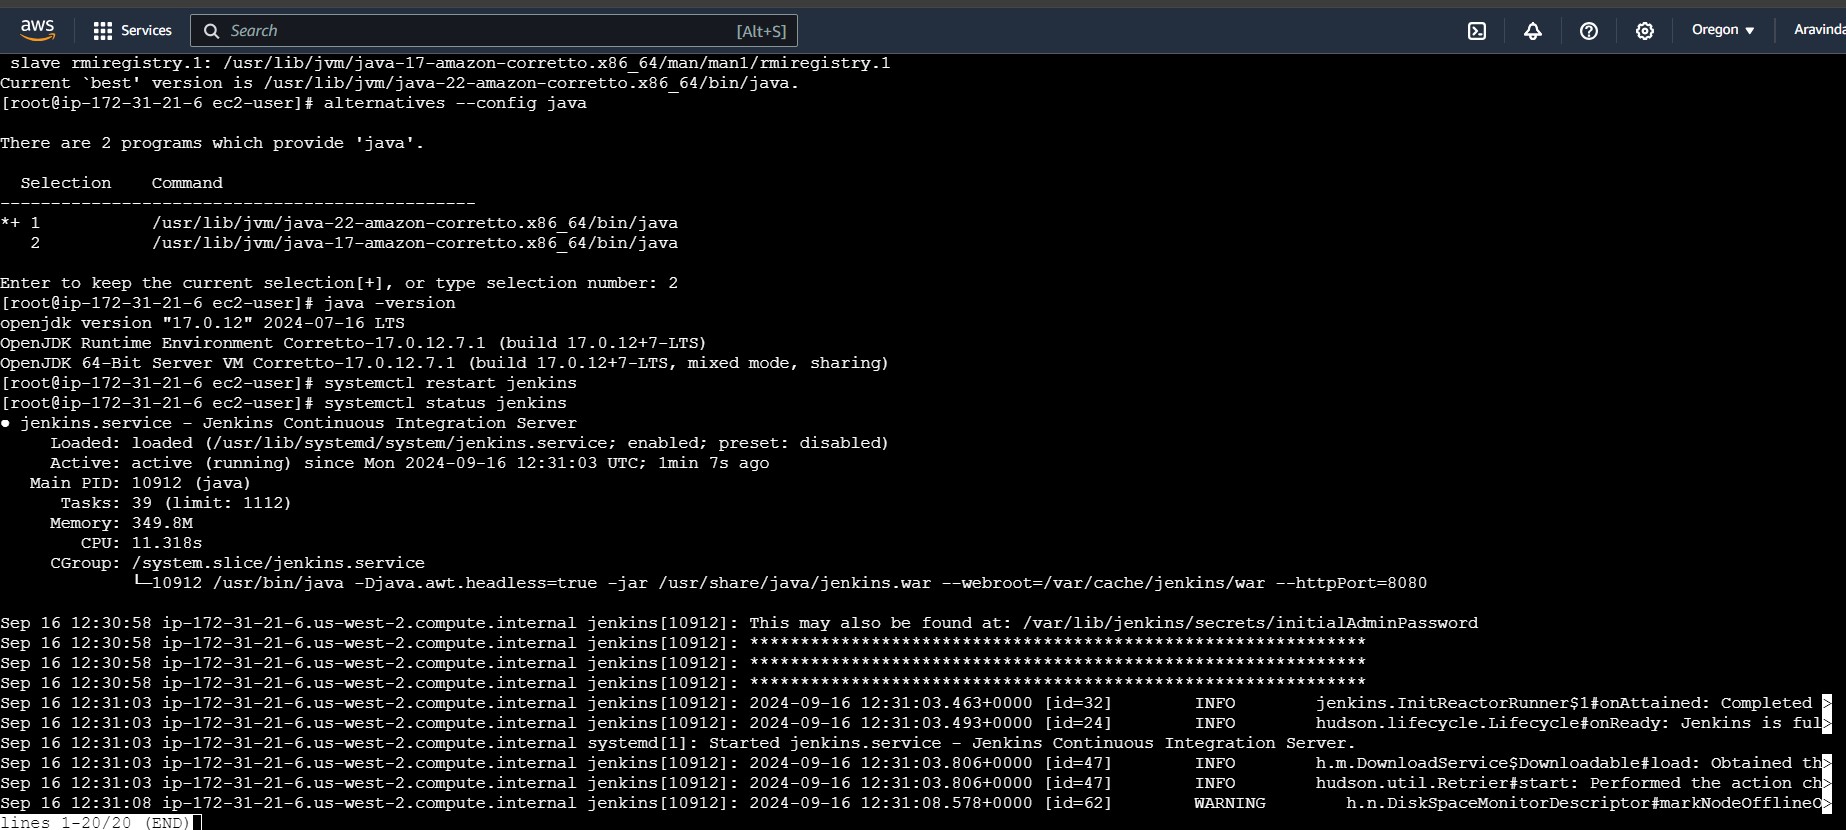 aws Services Search [Alt+S] Oregon Aravinda
slave rmiregistry.1: /usr/lib/jvm/java-17-amazon-corretto.x86_64/man/man1/rmiregistry.1
Current `best' version is /usr/lib/jvm/java-22-amazon-corretto.x86_64/bin/java.
[root@ip-172-31-21-6 ec2-user]# alternatives --config java
There are 2 programs which provide 'java'.
Selection    Command
-----------------------------------------------
*+ 1           /usr/lib/jvm/java-22-amazon-corretto.x86_64/bin/java
   2           /usr/lib/jvm/java-17-amazon-corretto.x86_64/bin/java
Enter to keep the current selection[+], or type selection number: 2
[root@ip-172-31-21-6 ec2-user]# java -version
openjdk version "17.0.12" 2024-07-16 LTS
OpenJDK Runtime Environment Corretto-17.0.12.7.1 (build 17.0.12+7-LTS)
OpenJDK 64-Bit Server VM Corretto-17.0.12.7.1 (build 17.0.12+7-LTS, mixed mode, sharing)
[root@ip-172-31-21-6 ec2-user]# systemctl restart jenkins
[root@ip-172-31-21-6 ec2-user]# systemctl status jenkins
● jenkins.service - Jenkins Continuous Integration Server
     Loaded: loaded (/usr/lib/systemd/system/jenkins.service; enabled; preset: disabled)
     Active: active (running) since Mon 2024-09-16 12:31:03 UTC; 1min 7s ago
   Main PID: 10912 (java)
      Tasks: 39 (limit: 1112)
     Memory: 349.8M
        CPU: 11.318s
     CGroup: /system.slice/jenkins.service
             └─10912 /usr/bin/java -Djava.awt.headless=true -jar /usr/share/java/jenkins.war --webroot=/var/cache/jenkins/war --httpPort=8080
Sep 16 12:30:58 ip-172-31-21-6.us-west-2.compute.internal jenkins[10912]: This may also be found at: /var/lib/jenkins/secrets/initialAdminPassword
Sep 16 12:30:58 ip-172-31-21-6.us-west-2.compute.internal jenkins[10912]: *************************************************************
Sep 16 12:30:58 ip-172-31-21-6.us-west-2.compute.internal jenkins[10912]: *************************************************************
Sep 16 12:30:58 ip-172-31-21-6.us-west-2.compute.internal jenkins[10912]: *************************************************************
Sep 16 12:31:03 ip-172-31-21-6.us-west-2.compute.internal jenkins[10912]: 2024-09-16 12:31:03.463+0000 [id=32]        INFO        jenkins.InitReactorRunner$1#onAttained: Completed >
Sep 16 12:31:03 ip-172-31-21-6.us-west-2.compute.internal jenkins[10912]: 2024-09-16 12:31:03.493+0000 [id=24]        INFO        hudson.lifecycle.Lifecycle#onReady: Jenkins is ful>
Sep 16 12:31:03 ip-172-31-21-6.us-west-2.compute.internal systemd[1]: Started jenkins.service - Jenkins Continuous Integration Server.
Sep 16 12:31:03 ip-172-31-21-6.us-west-2.compute.internal jenkins[10912]: 2024-09-16 12:31:03.806+0000 [id=47]        INFO        h.m.DownloadService$Downloadable#load: Obtained th>
Sep 16 12:31:03 ip-172-31-21-6.us-west-2.compute.internal jenkins[10912]: 2024-09-16 12:31:03.806+0000 [id=47]        INFO        hudson.util.Retrier#start: Performed the action ch>
Sep 16 12:31:08 ip-172-31-21-6.us-west-2.compute.internal jenkins[10912]: 2024-09-16 12:31:08.578+0000 [id=62]        WARNING        h.n.DiskSpaceMonitorDescriptor#markNodeOfflineO>
lines 1-20/20 (END)